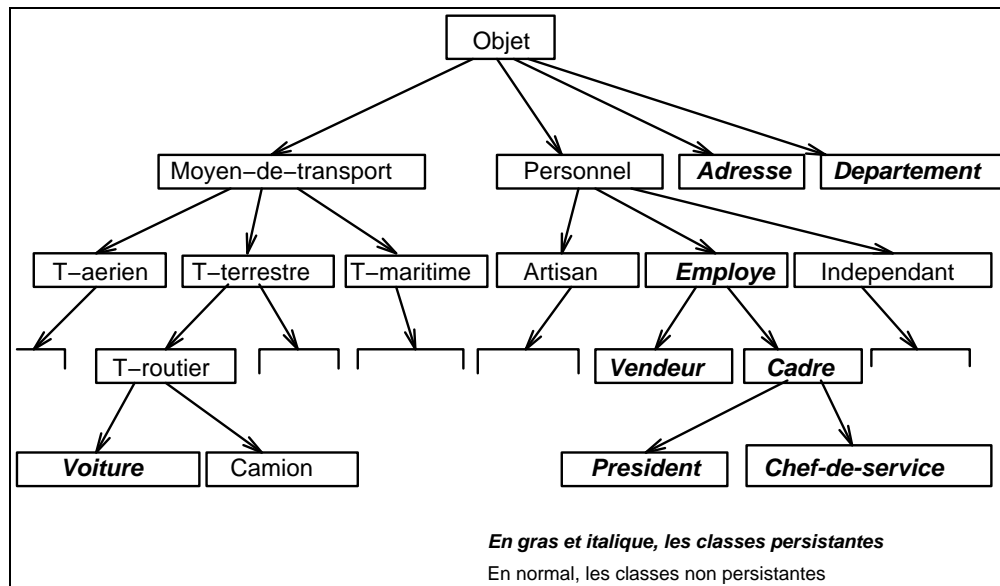 Objet
Moyen−de−transport
Personnel
Adresse
Departement
T−aerien
T−terrestre
T−maritime
Artisan
Employe
Independant
T−routier
Vendeur
Cadre
Voiture
Camion
President
Chef-de-service
En gras et italique, les classes persistantes
En normal, les classes non persistantes